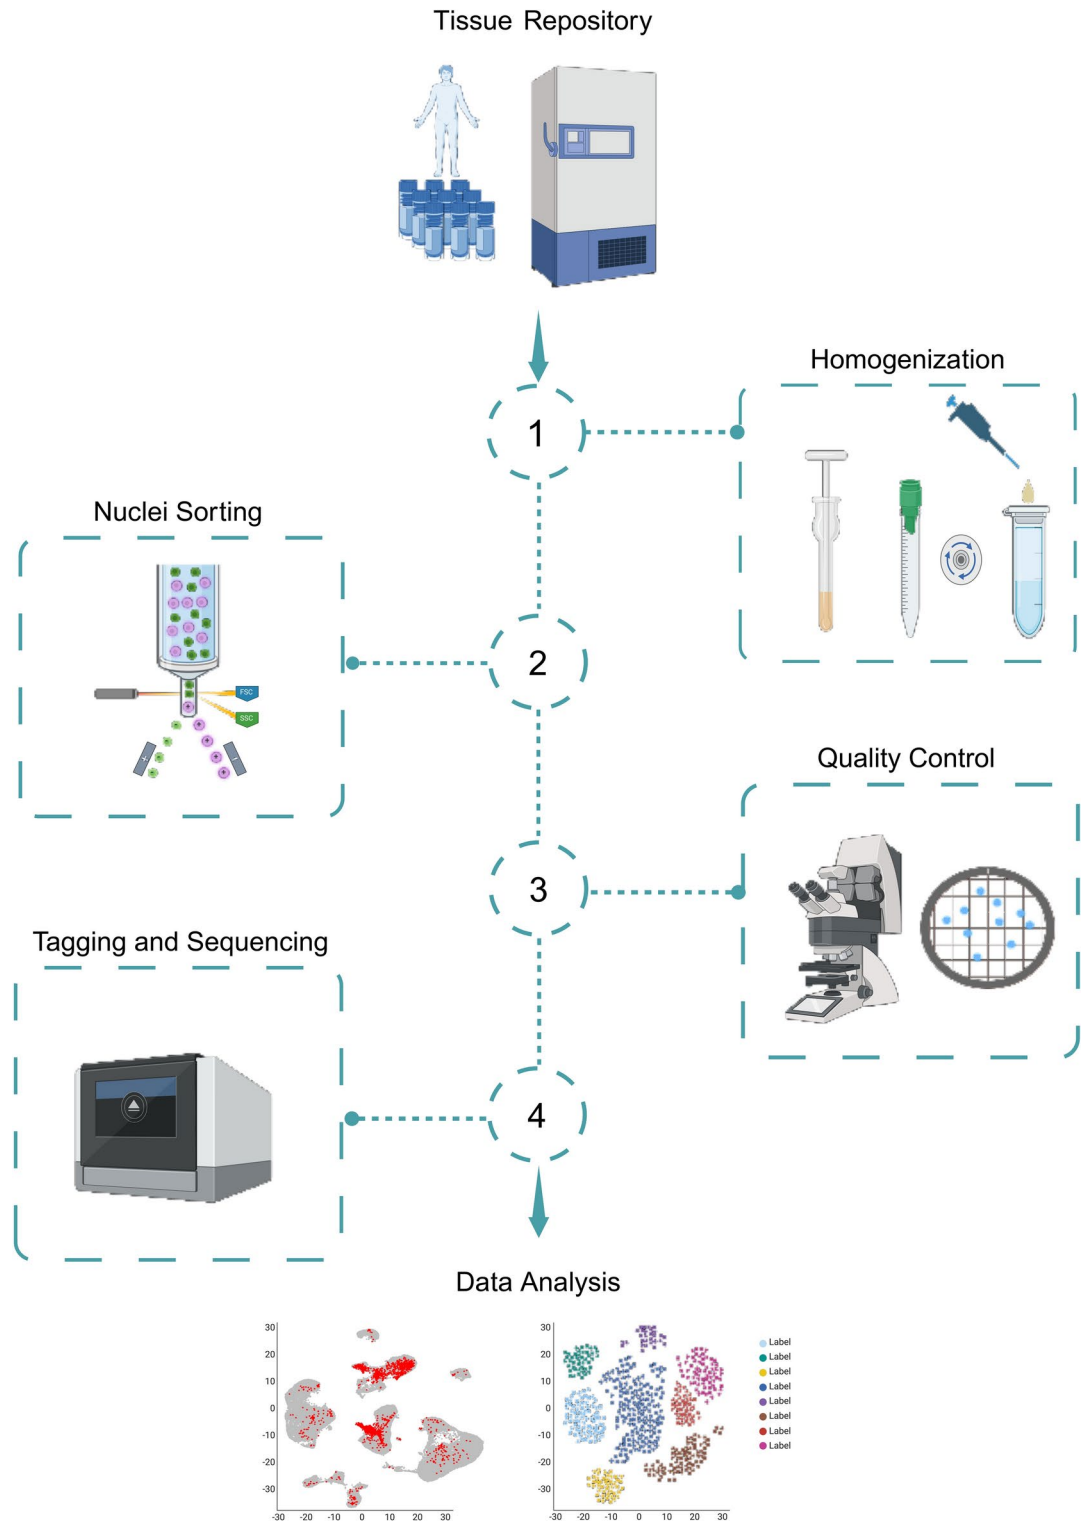 Tissue Repository
Homogenization
1
Nuclei Sorting
2
FSC
SSC
+
-
Quality Control
3
Tagging and Sequencing
4
Data Analysis
30
20
10
0
-10
-20
-30
-30 -20 -10 0 10 20 30
30
20
10
0
-10
-20
-30
-30 -20 -10 0 10 20 30
Label
Label
Label
Label
Label
Label
Label
Label